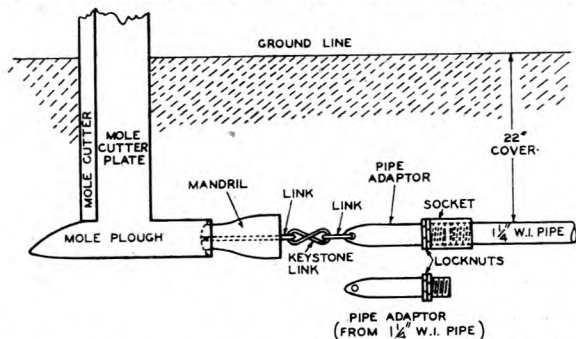 GROUND LINE
MOLE CUTTER
MOLE
CUTTER
PLATE
22"
COVER
PIPE
ADAPTOR
MANDRIL
LINK
LINK
SOCKET
MOLE PLOUGH
KEYSTONE
LINK
1¼" W.I. PIPE
LOCKNUTS
PIPE ADAPTOR
(FROM 1¼" W.I. PIPE)